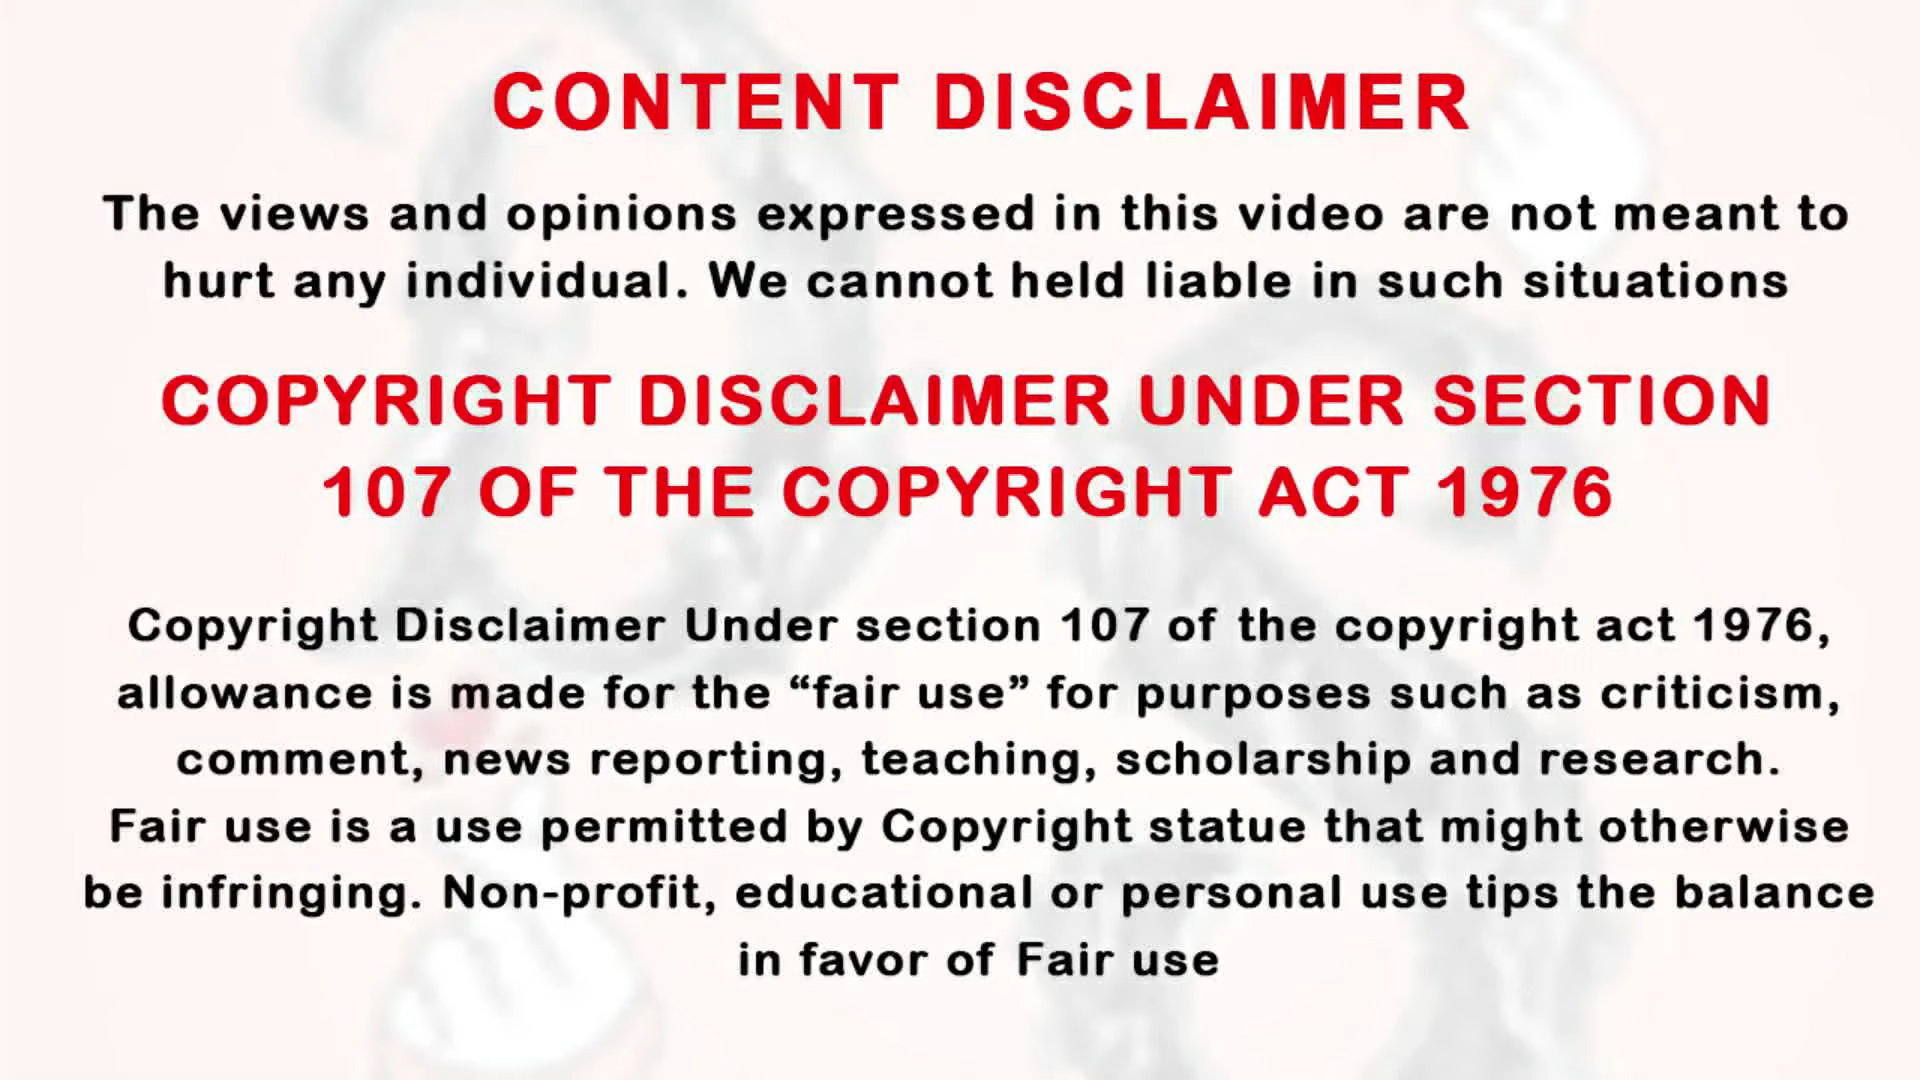 CONTENT DISCLAIMER
The views and opinions expressed in this video are not meant to
hurt any individual. We cannot held liable in such situations
COPYRIGHT DISCLAIMER UNDER SECTION
107 OF THE COPYRIGHT ACT 1976
Copyright Disclaimer Under section 107 of the copyright act 1976,
allowance is made for the “fair use” for purposes such as criticism,
comment, news reporting, teaching, scholarship and research.
Fair use is a use permitted by Copyright statue that might otherwise
be infringing. Non-profit, educational or personal use tips the balance
in favor of Fair use